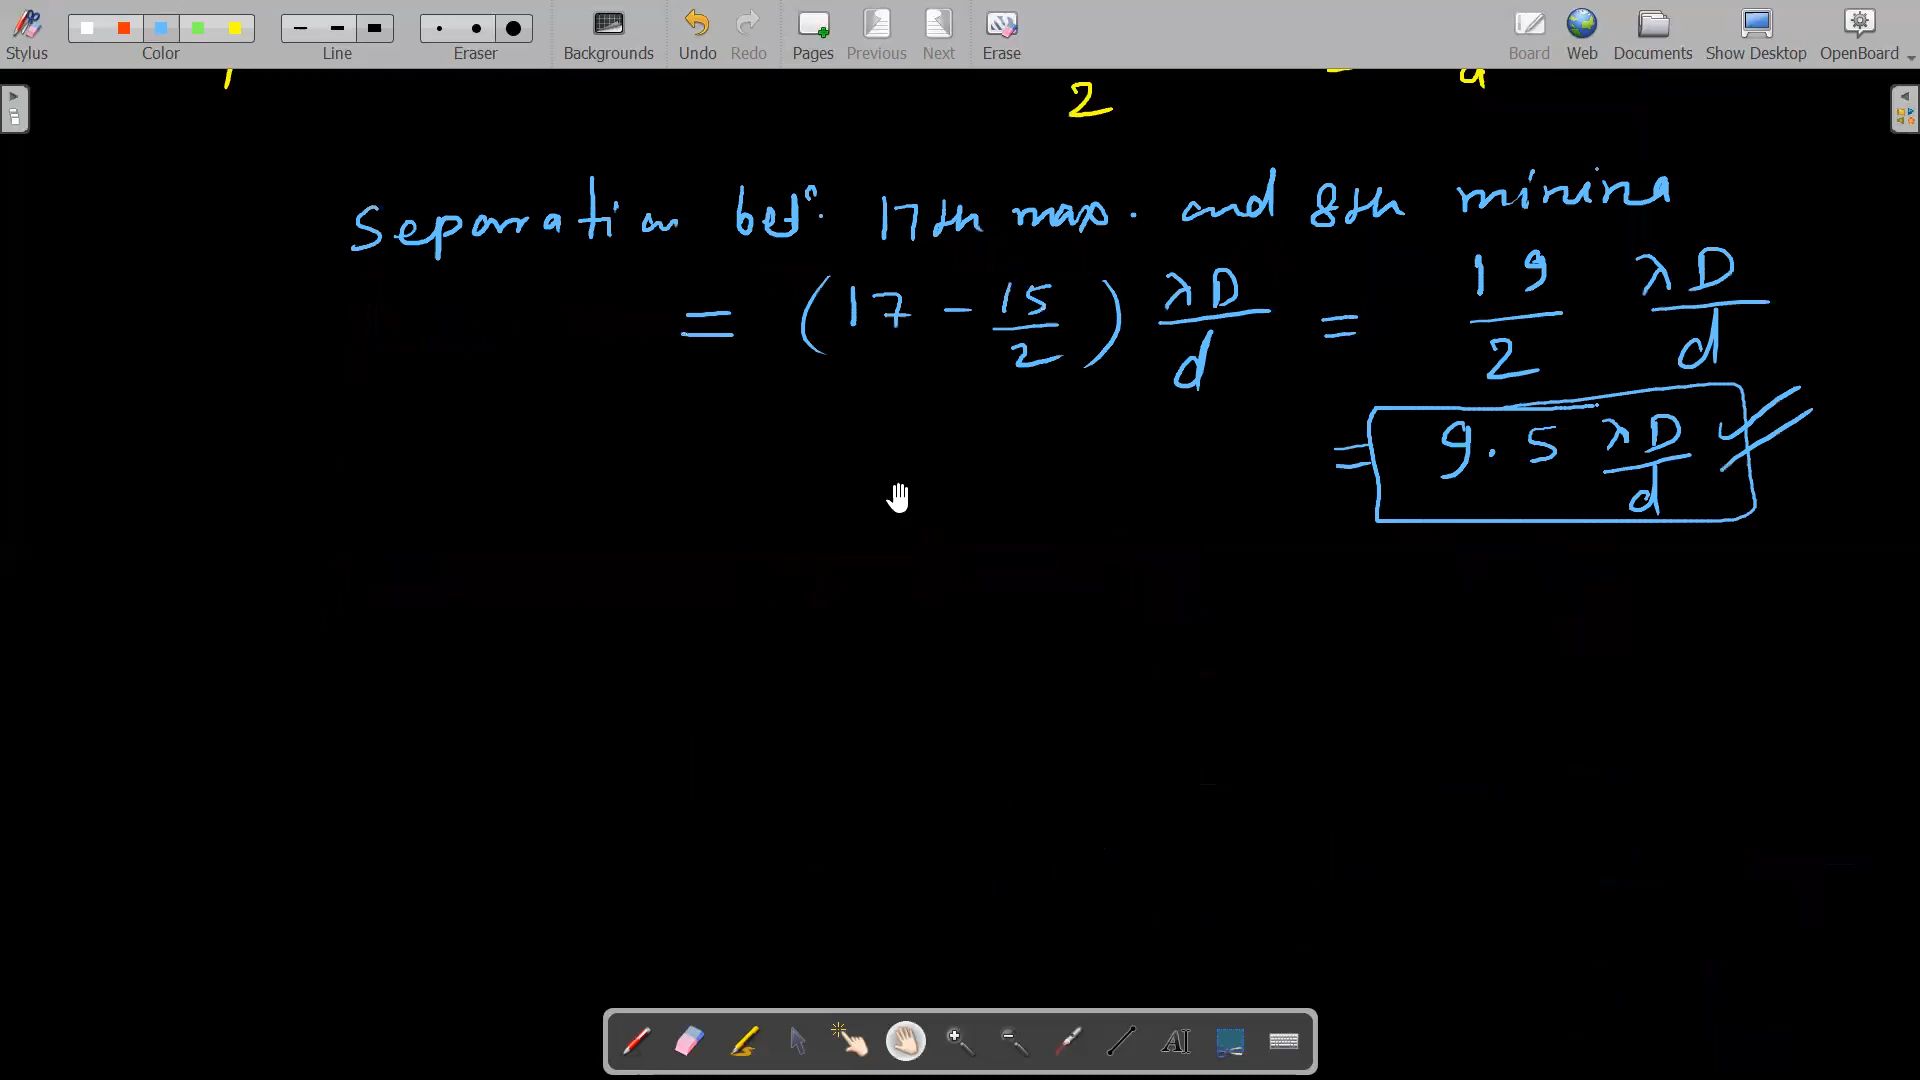 Stylus Color Line Eraser Backgrounds Undo Redo Pages Previous Next Erase Board Web Documents Show Desktop OpenBoard
2 d
Separation betⁿ. 17th max. and 8th minima
= (17 - 15/2) λD/d = 19/2 λD/d
= 9.5 λD/d
AI